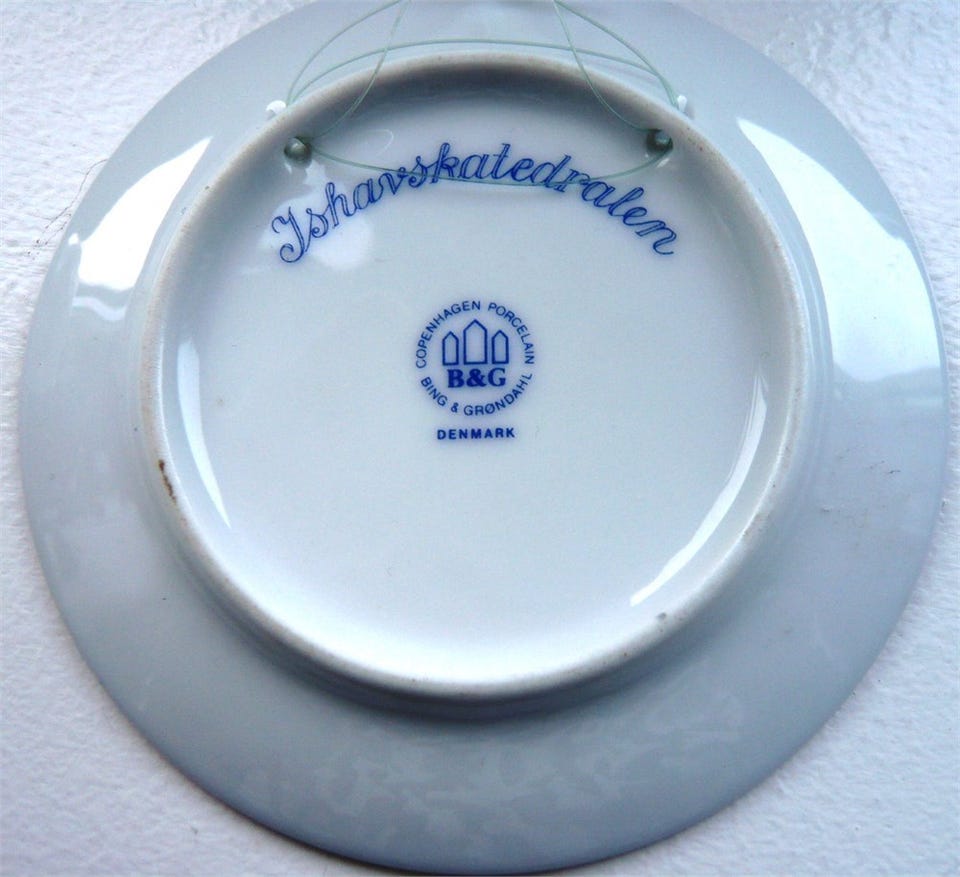 Ishavskatedralen
COPENHAGEN PORCELAIN
B&G
BING & GRØNDAHL
DENMARK